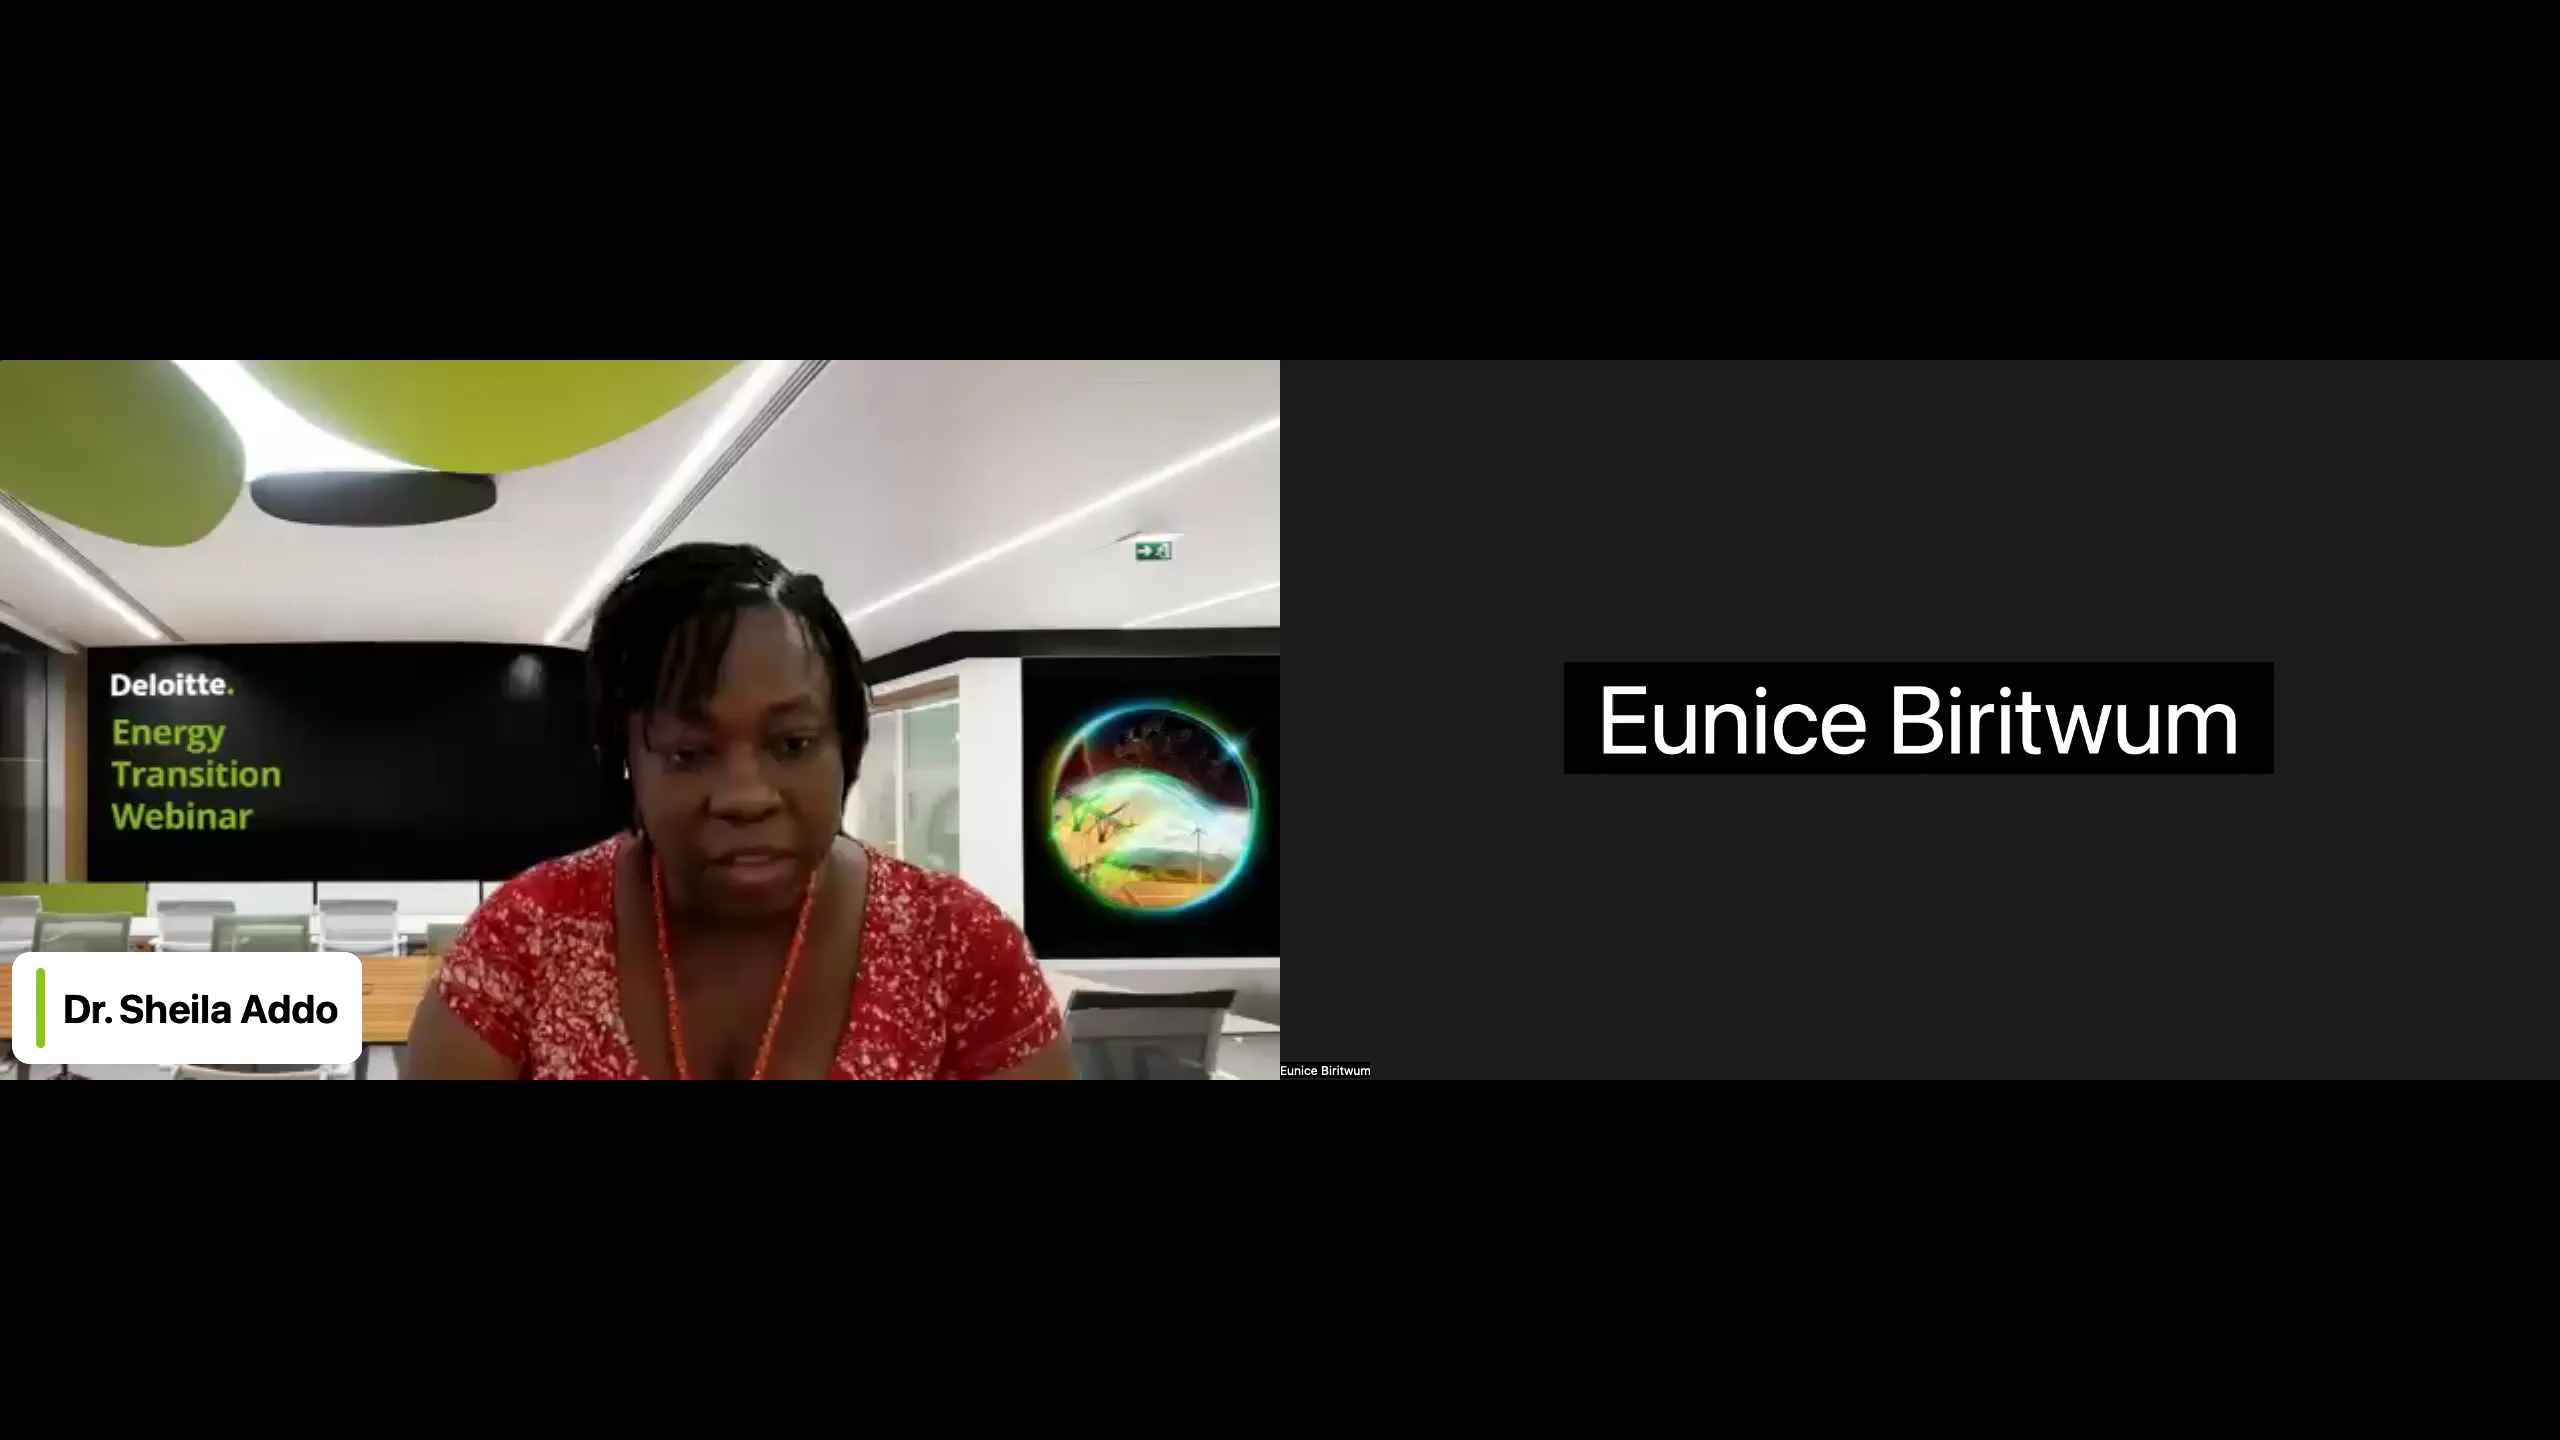 Deloitte.
Energy
Transition
Webinar
Dr. Sheila Addo
Eunice Biritwum
Eunice Biritwum